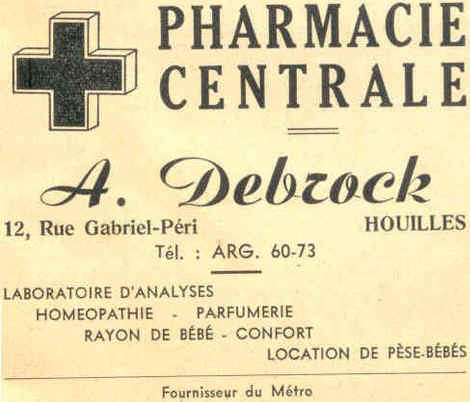 PHARMACIE
CENTRALE
A. Debrock
12, Rue Gabriel-Péri HOUILLES
Tél. : ARG. 60-73
LABORATOIRE D'ANALYSES
HOMEOPATHIE - PARFUMERIE
RAYON DE BÉBÉ - CONFORT
LOCATION DE PÈSE-BÉBÉS
Fournisseur du Métro